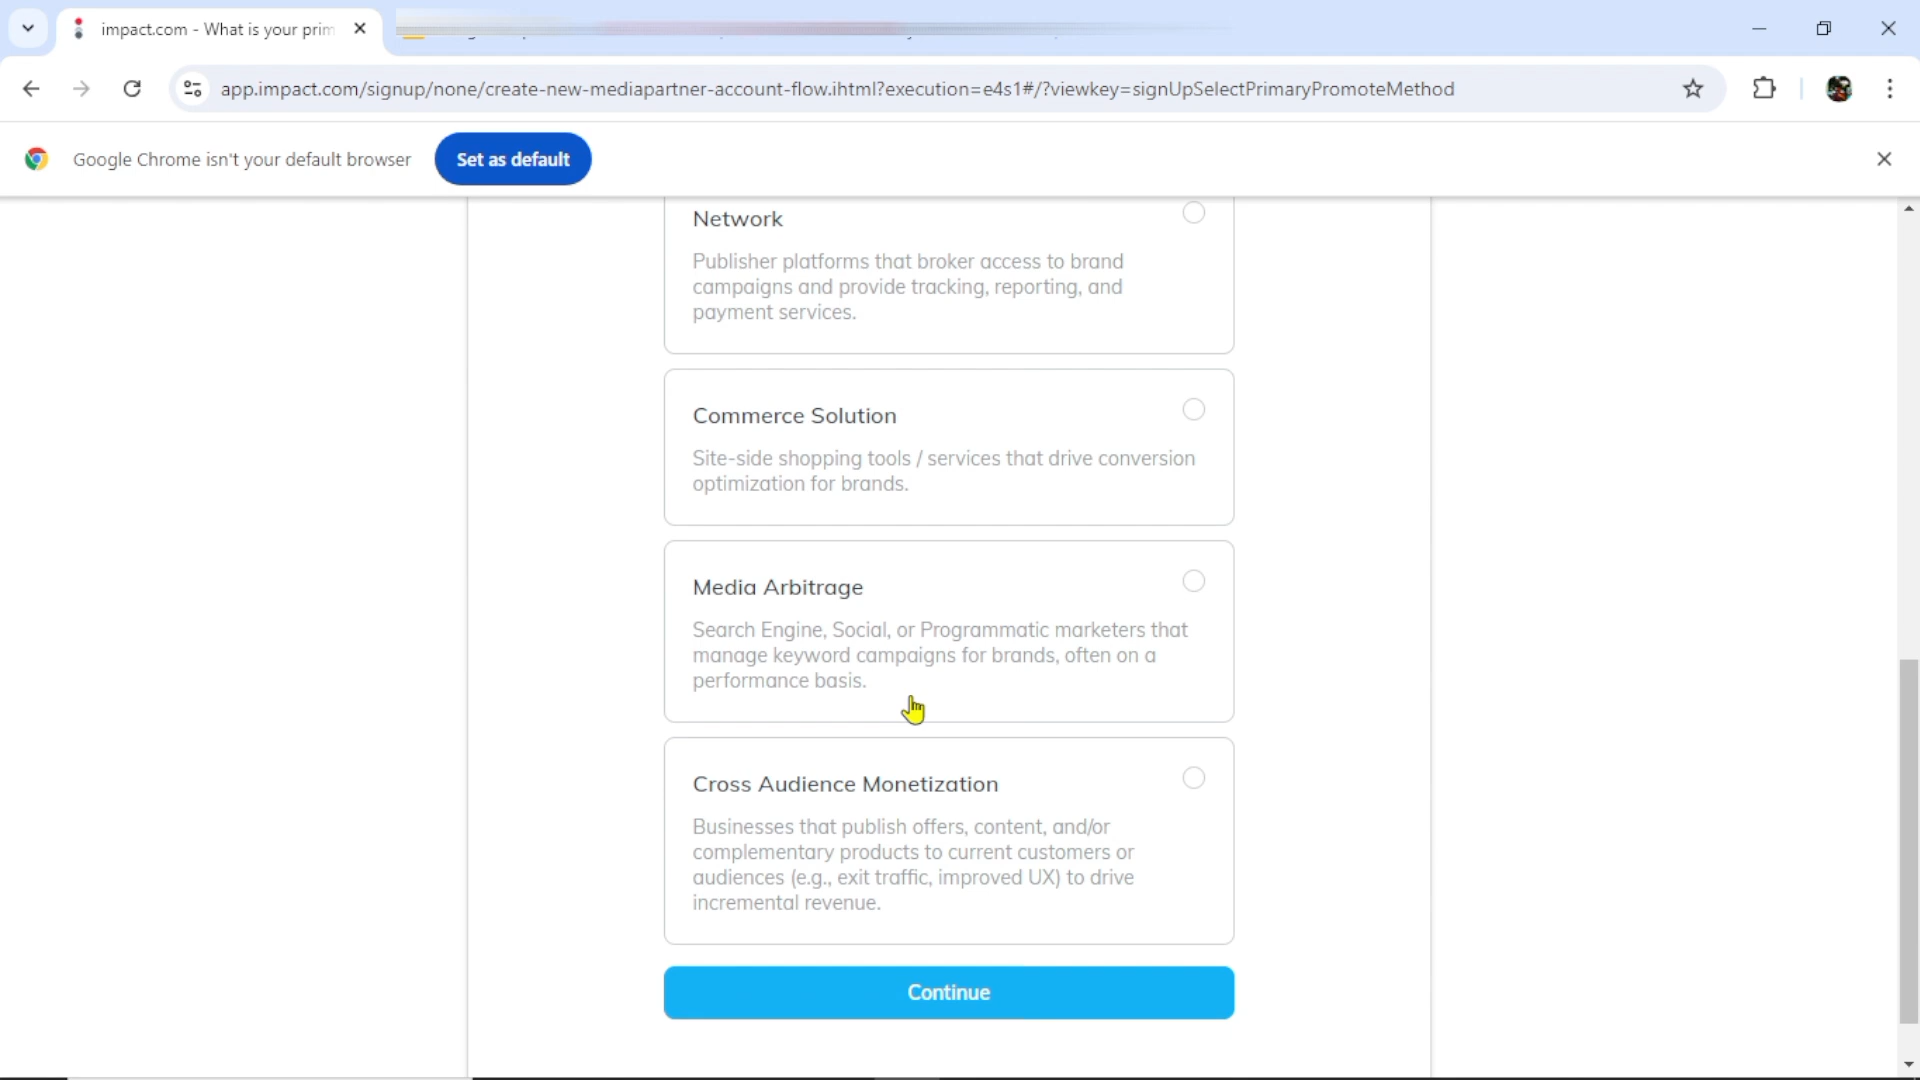 impact.com - What is your prim
app.impact.com/signup/none/create-new-mediapartner-account-flow.ihtml?execution=e4s1#/?viewkey=signUpSelectPrimaryPromoteMethod
Google Chrome isn't your default browser
Set as default
Network
Publisher platforms that broker access to brand
campaigns and provide tracking, reporting, and
payment services.
Commerce Solution
Site-side shopping tools / services that drive conversion
optimization for brands.
Media Arbitrage
Search Engine, Social, or Programmatic marketers that
manage keyword campaigns for brands, often on a
performance basis.
Cross Audience Monetization
Businesses that publish offers, content, and/or
complementary products to current customers or
audiences (e.g., exit traffic, improved UX) to drive
incremental revenue.
Continue